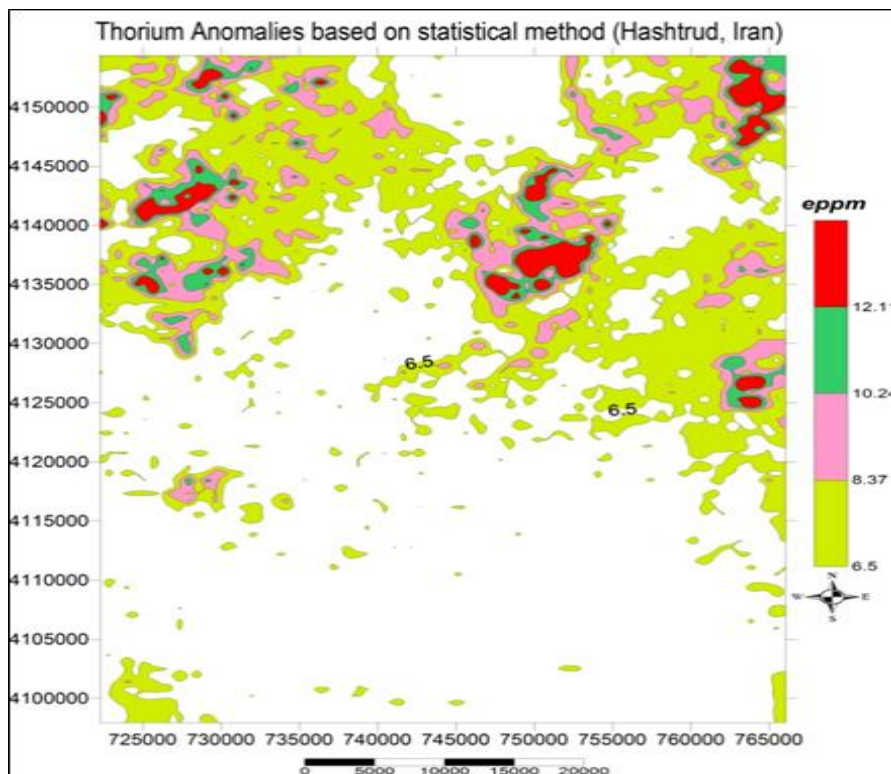 Thorium Anomalies based on statistical method (Hashtrud, Iran)
4150000
4145000
4140000
4135000
4130000
4125000
4120000
4115000
4110000
4105000
4100000
6.5
6.5
725000 730000 735000 740000 745000 750000 755000 760000 765000
0 5000 10000 15000 20000
eppm
12.11
10.24
8.37
6.5
N
W E
S